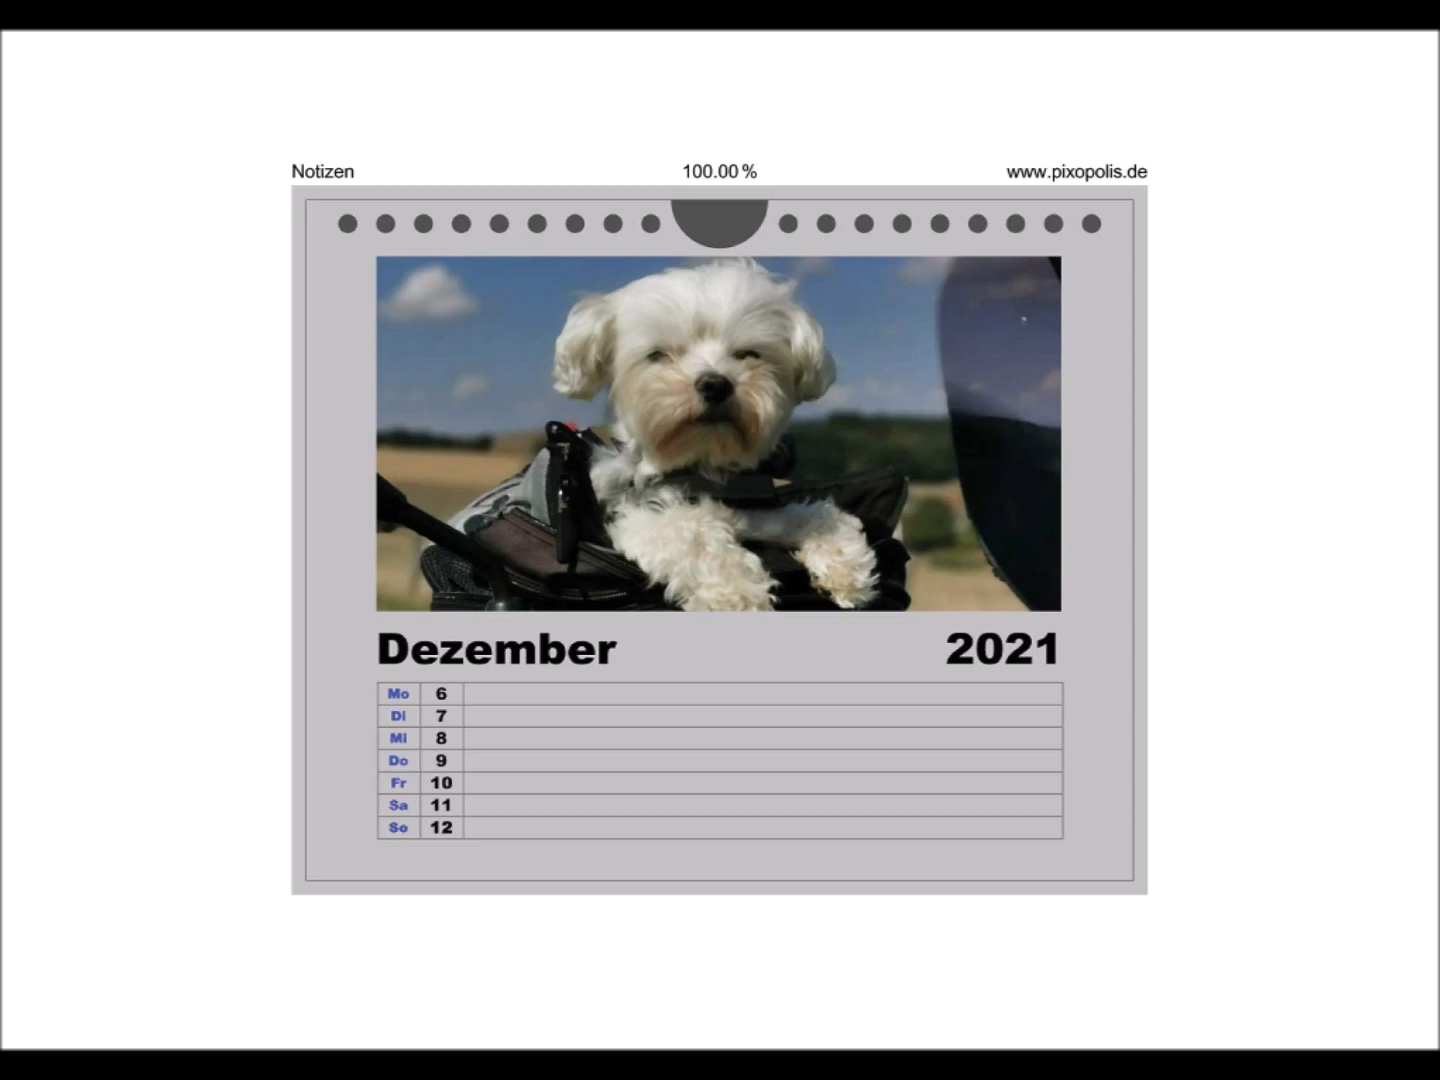 Notizen 100.00 % www.pixopolis.de
Dezember 2021
Mo 6
Di 7
Mi 8
Do 9
Fr 10
Sa 11
So 12